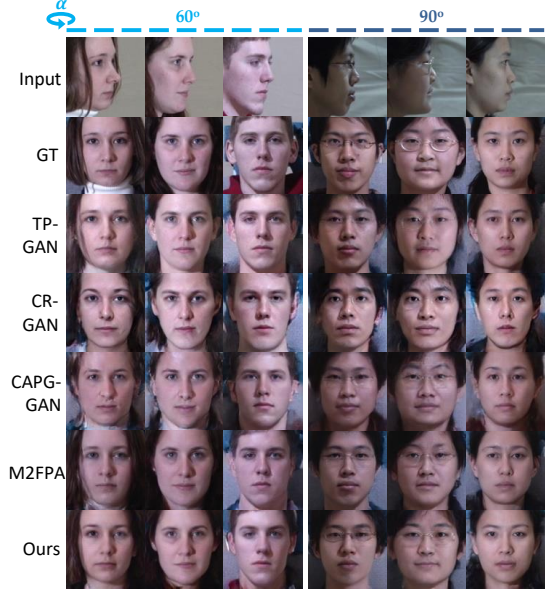 α 60° 90°
Input
GT
TP-
GAN
CR-
GAN
CAPG-
GAN
M2FPA
Ours